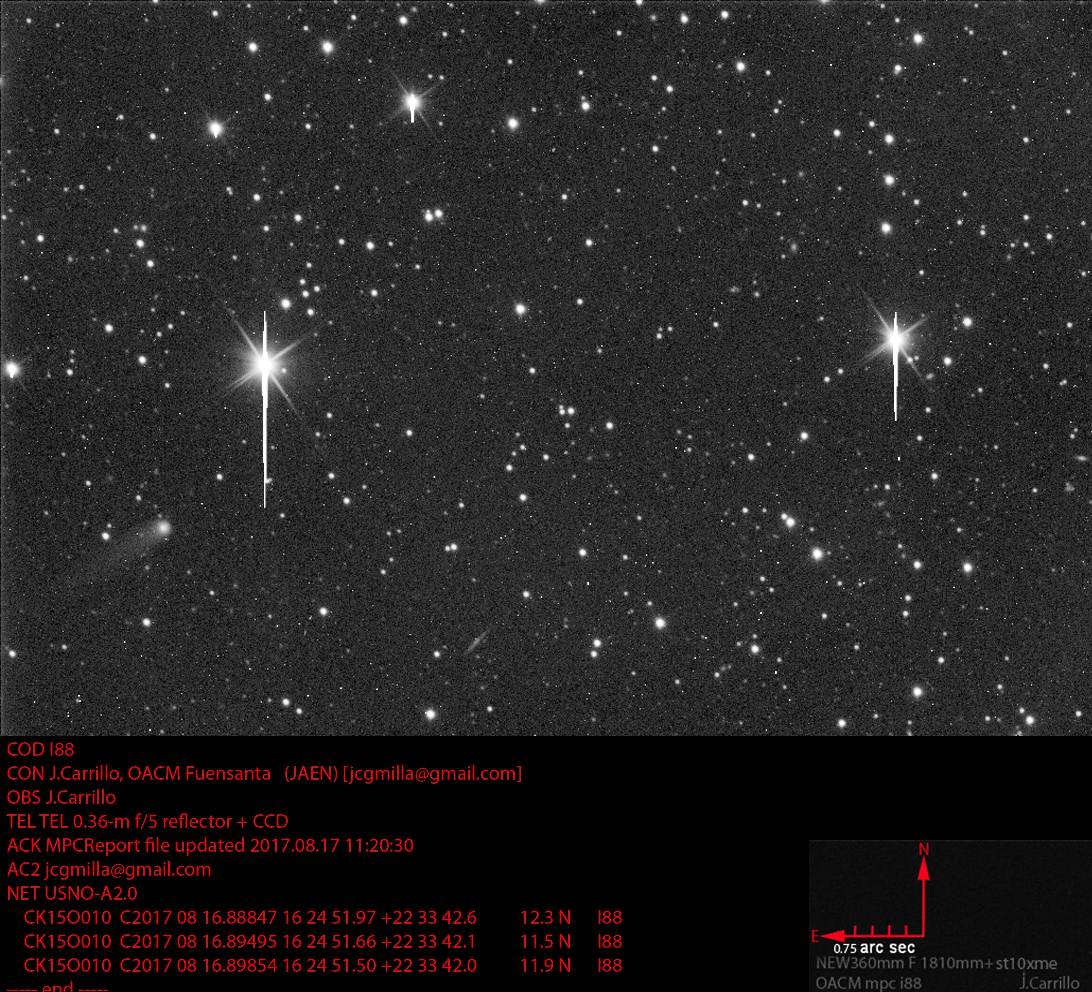 COD I88
CON J.Carrillo, OACM Fuensanta (JAEN) [jcgmilla@gmail.com]
OBS J.Carrillo
TEL TEL 0.36-m f/5 reflector + CCD
ACK MPCReport file updated 2017.08.17 11:20:30
AC2 jcgmilla@gmail.com
NET USNO-A2.0
CK15O010 C2017 08 16.88847 16 24 51.97 +22 33 42.6 12.3 N I88
CK15O010 C2017 08 16.89495 16 24 51.66 +22 33 42.1 11.5 N I88
CK15O010 C2017 08 16.89854 16 24 51.50 +22 33 42.0 11.9 N I88
----- end -----
N
E
0.75 arc sec
NEW360mm F 1810mm+st10xme
OACM mpc i88 J.Carrillo